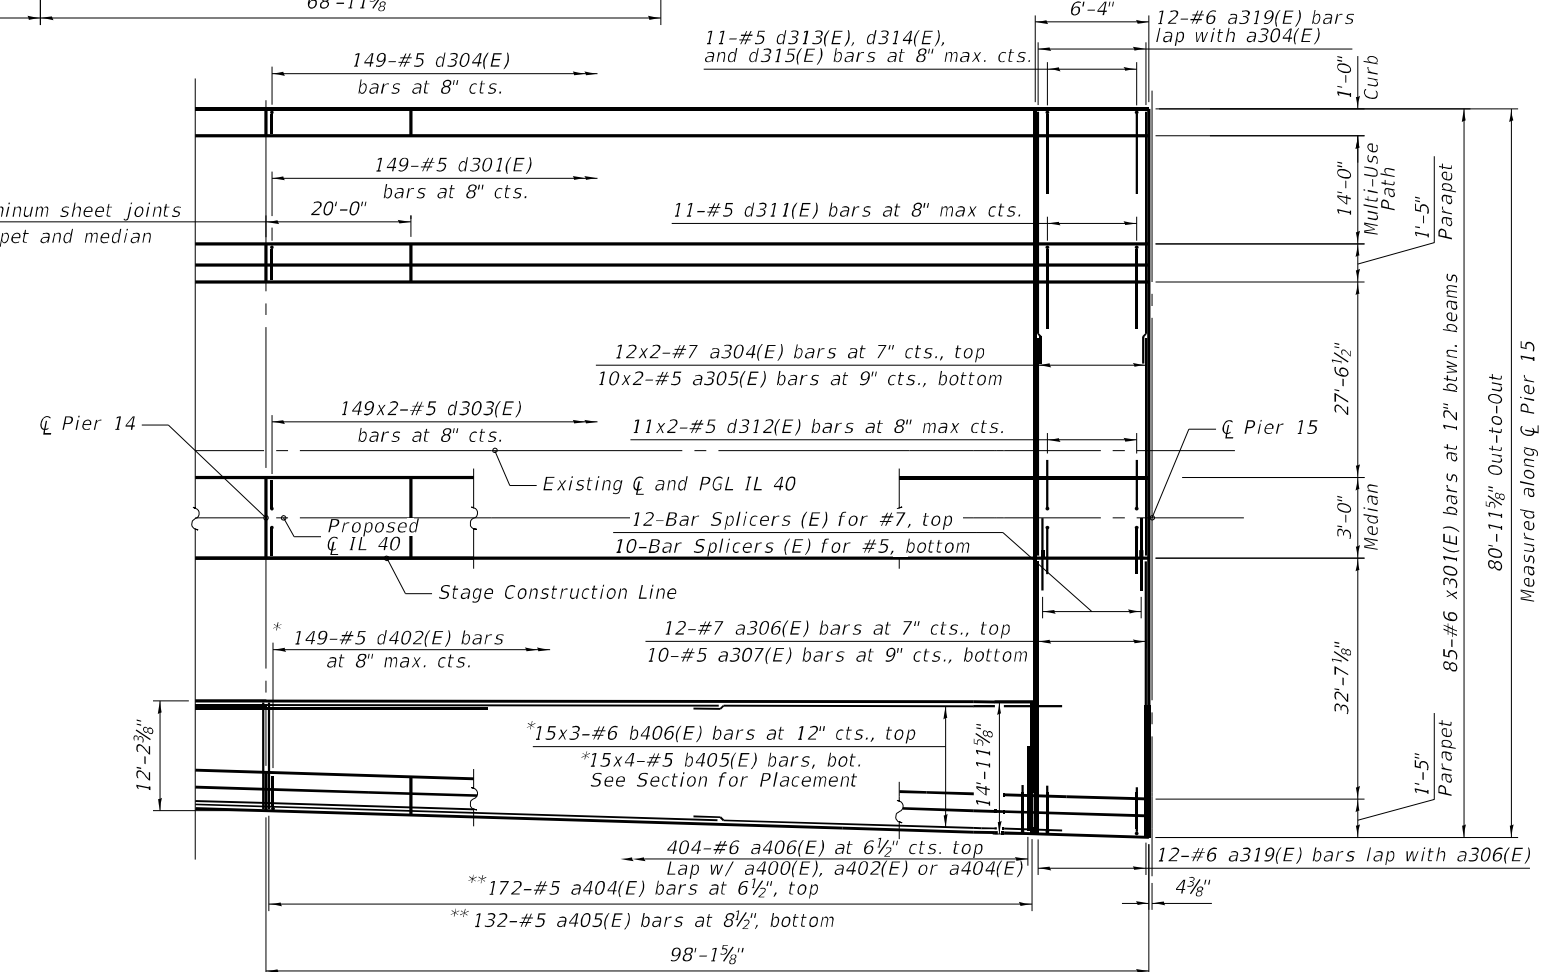 68'-11⅝"
6'-4"
12-#6 a319(E) bars
lap with a304(E)
11-#5 d313(E), d314(E),
and d315(E) bars at 8" max. cts.
149-#5 d304(E)
bars at 8" cts.
1'-0"
Curb
149-#5 d301(E)
bars at 8" cts.
14'-0"
Multi-Use
Path
1'-5"
Parapet
sheet joints
and median
20'-0"
11-#5 d311(E) bars at 8" max cts.
12x2-#7 a304(E) bars at 7" cts., top
10x2-#5 a305(E) bars at 9" cts., bottom
27'-6½"
85-#6 x301(E) bars at 12" btwn. beams
80'-11⅝" Out-to-Out
Measured along ℄ Pier 15
℄ Pier 14
149x2-#5 d303(E)
bars at 8" cts.
11x2-#5 d312(E) bars at 8" max cts.
℄ Pier 15
Existing ℄ and PGL IL 40
Proposed
℄ IL 40
12-Bar Splicers (E) for #7, top
10-Bar Splicers (E) for #5, bottom
3'-0"
Median
Stage Construction Line
* 149-#5 d402(E) bars
at 8" max. cts.
12-#7 a306(E) bars at 7" cts., top
10-#5 a307(E) bars at 9" cts., bottom
32'-7⅛"
12'-2⅜"
*15x3-#6 b406(E) bars at 12" cts., top
*15x4-#5 b405(E) bars, bot.
See Section for Placement
14'-11⅝"
1'-5"
Parapet
404-#6 a406(E) at 6½" cts. top
Lap w/ a400(E), a402(E) or a404(E)
12-#6 a319(E) bars lap with a306(E)
**172-#5 a404(E) bars at 6½", top
**132-#5 a405(E) bars at 8½", bottom
4⅜"
98'-1⅝"